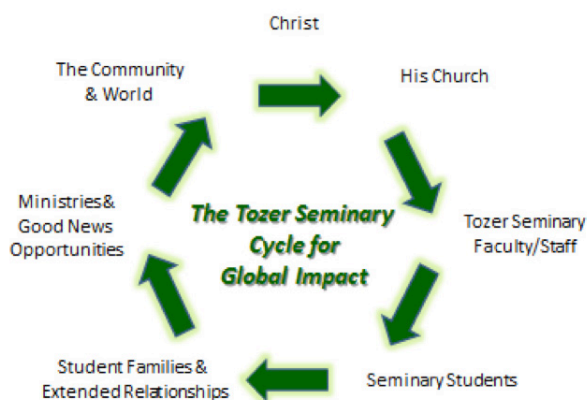 Christ
His Church
Tozer Seminary
Faculty/Staff
Seminary Students
Student Families &
Extended Relationships
Ministries&
Good News
Opportunities
The Community
& World
The Tozer Seminary
Cycle for
Global Impact